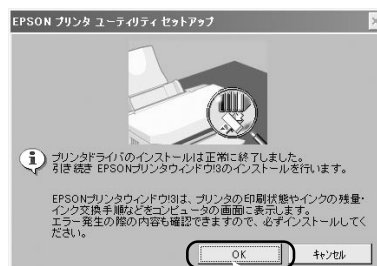 EPSON プリンタ ユーティリティ セットアップ
プリンタドライバのインストールは正常に終了しました。
引き続き EPSONプリンタウィンドウ!3のインストールを行います。
EPSONプリンタウィンドウ!3は、プリンタの印刷状態やインクの残量・
インク交換手順などをコンピュータの画面に表示します。
エラー発生の際の内容も確認できますので、必ずインストールしてく
ださい。
OK
キャンセル